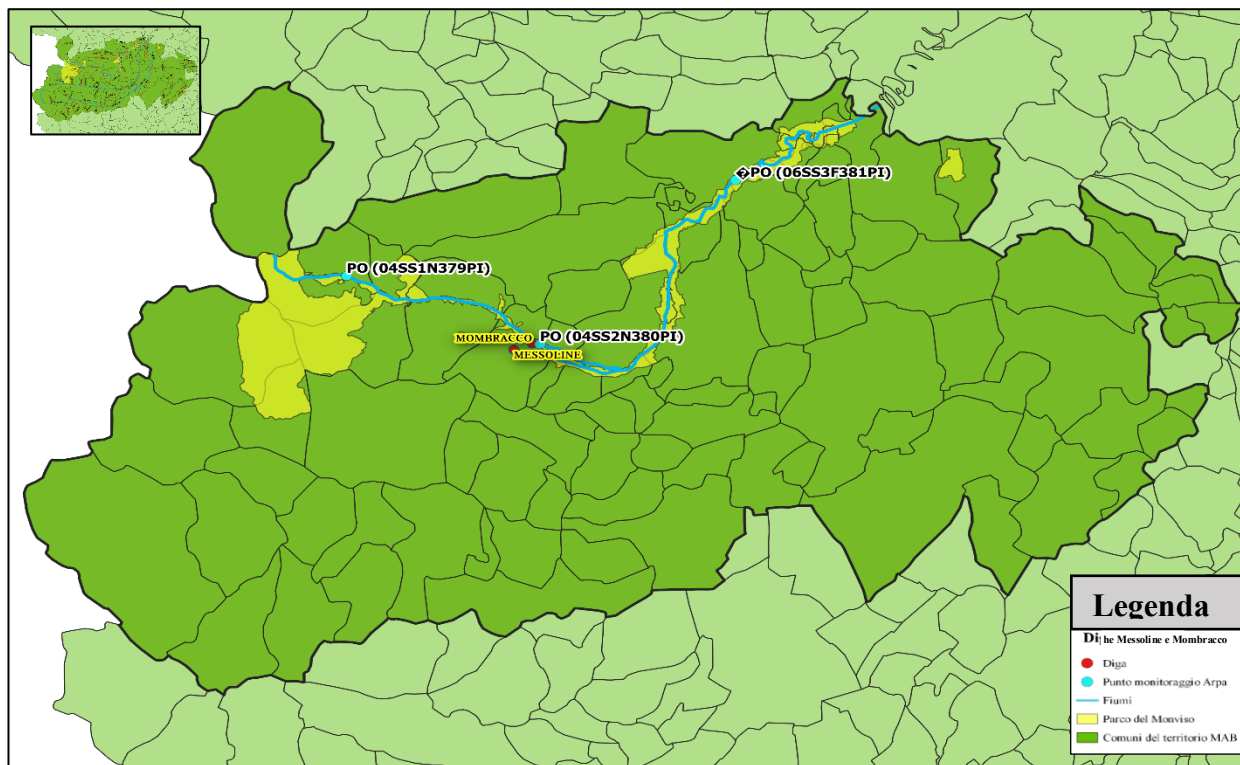 �PO (06SS3F381PI)
PO (04SS1N379PI)
PO (04SS2N380PI)
MOMBRACCO
MESSOLINE
Legenda
he Messoline e Mombracco
Diga
Punto monitoraggio Arpa
Fiumi
Parco del Monviso
Comuni del territorio MAB